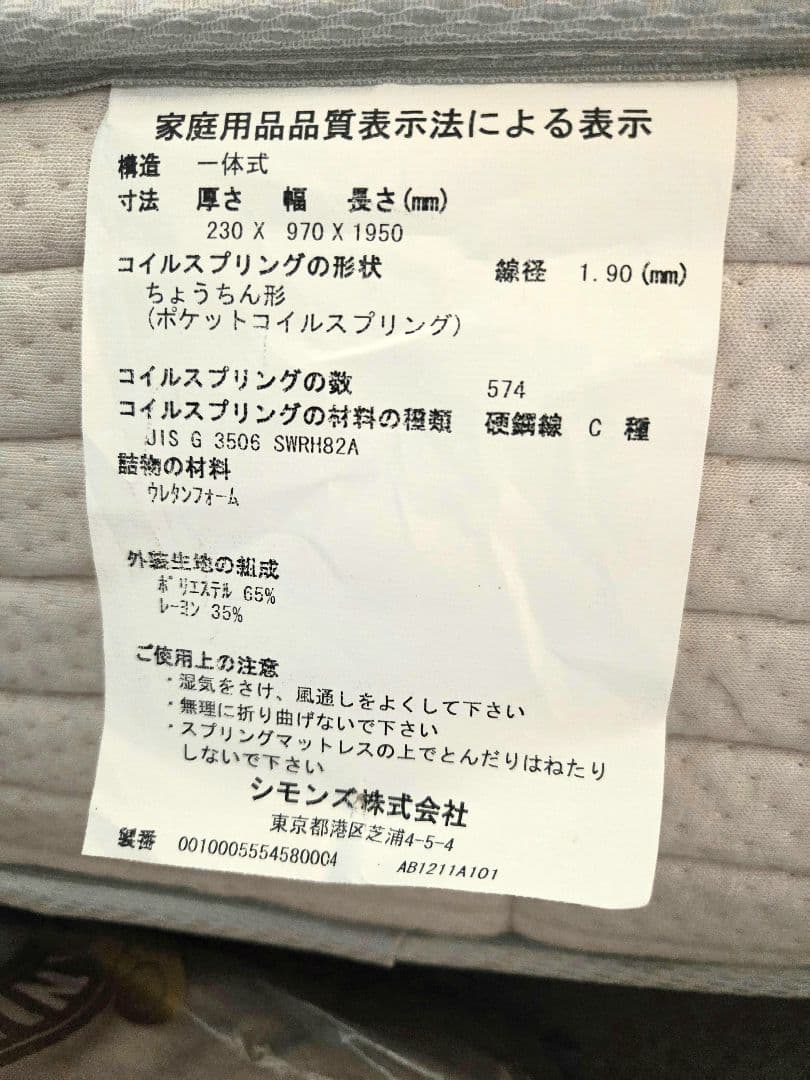 家庭用品品質表示法による表示
構造 一体式
寸法 厚さ 幅 長さ(mm)
230 X 970 X 1950
コイルスプリングの形状 線径 1.90 (mm)
ちょうちん形
(ポケットコイルスプリング)
コイルスプリングの数 574
コイルスプリングの材料の種類 硬鋼線 C 種
JIS G 3506 SWRH82A
詰物の材料
ウレタンフォーム
外装生地の組成
ポリエステル 65%
レーヨン 35%
ご使用上の注意
・湿気をさけ、風通しをよくして下さい
・無理に折り曲げないで下さい
・スプリングマットレスの上でとんだりはねたり
しないで下さい
シモンズ株式会社
東京都港区芝浦4-5-4
製番 0010005554580004 AB1211A101